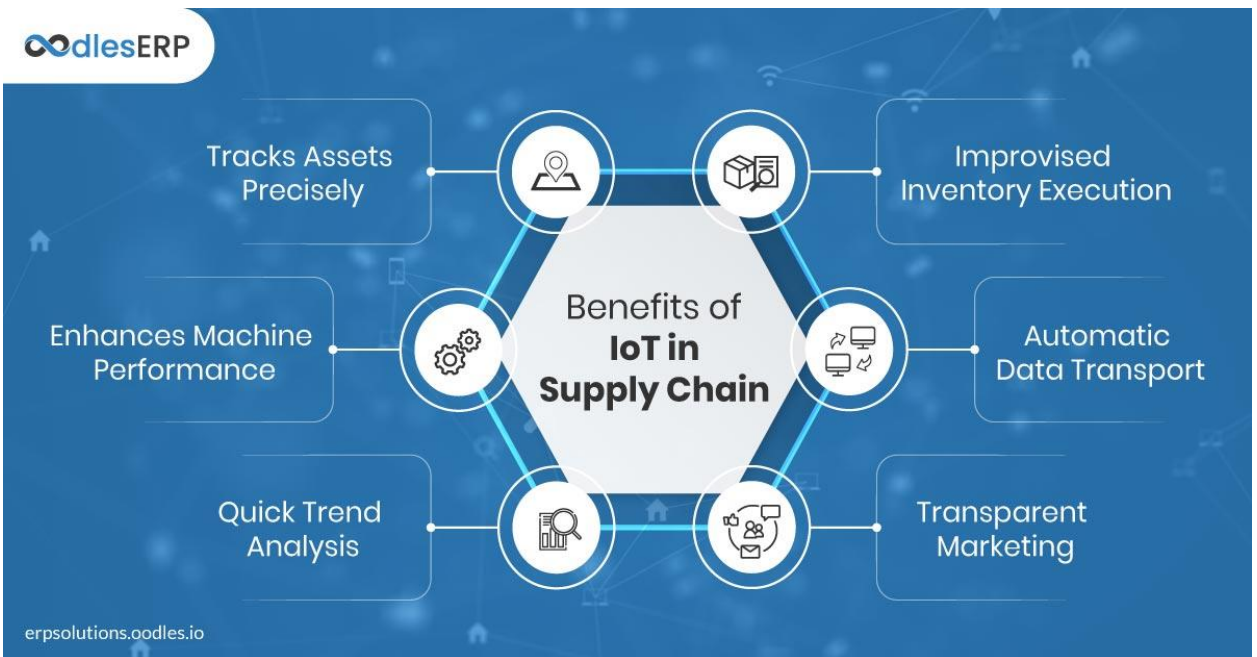 oodlesERP
Tracks Assets
Precisely
Improvised
Inventory Execution
Enhances Machine
Performance
Benefits of
IoT in
Supply Chain
Automatic
Data Transport
Quick Trend
Analysis
Transparent
Marketing
erpsolutions.oodles.io